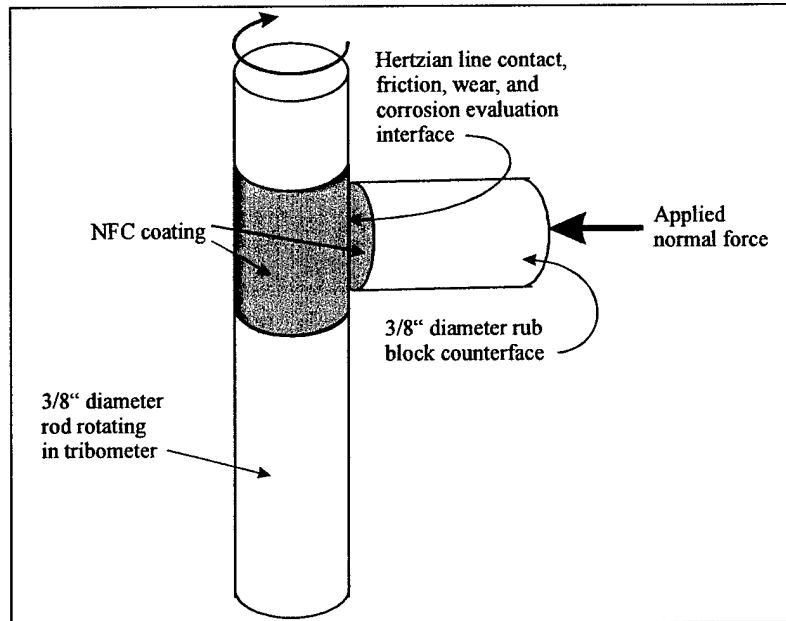 Hertzian line contact,
friction, wear, and
corrosion evaluation
interface
NFC coating
Applied
normal force
3/8“ diameter rub
block counterface
3/8“ diameter
rod rotating
in tribometer